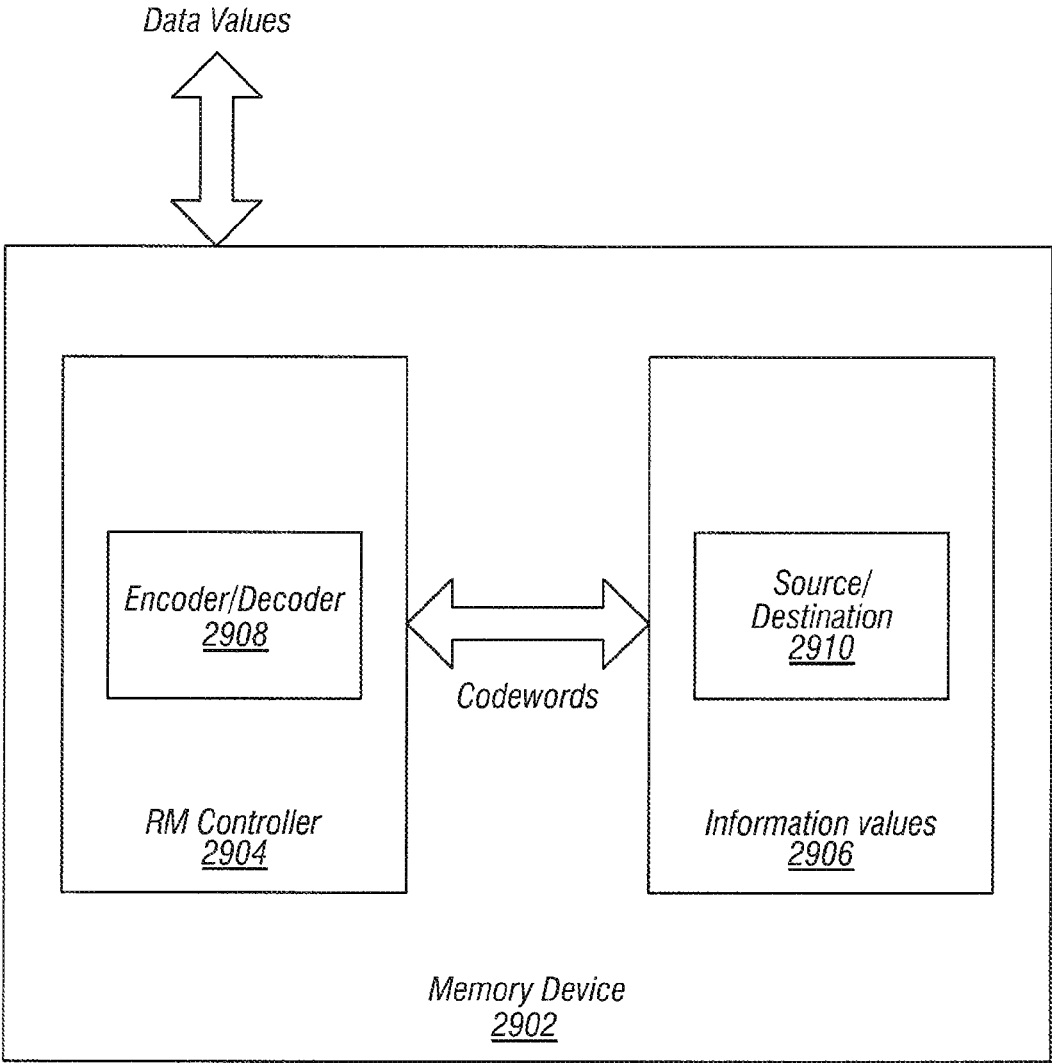 Data Values
Encoder/Decoder
2908
Source/
Destination
2910
Codewords
RM Controller
2904
Information values
2906
Memory Device
2902